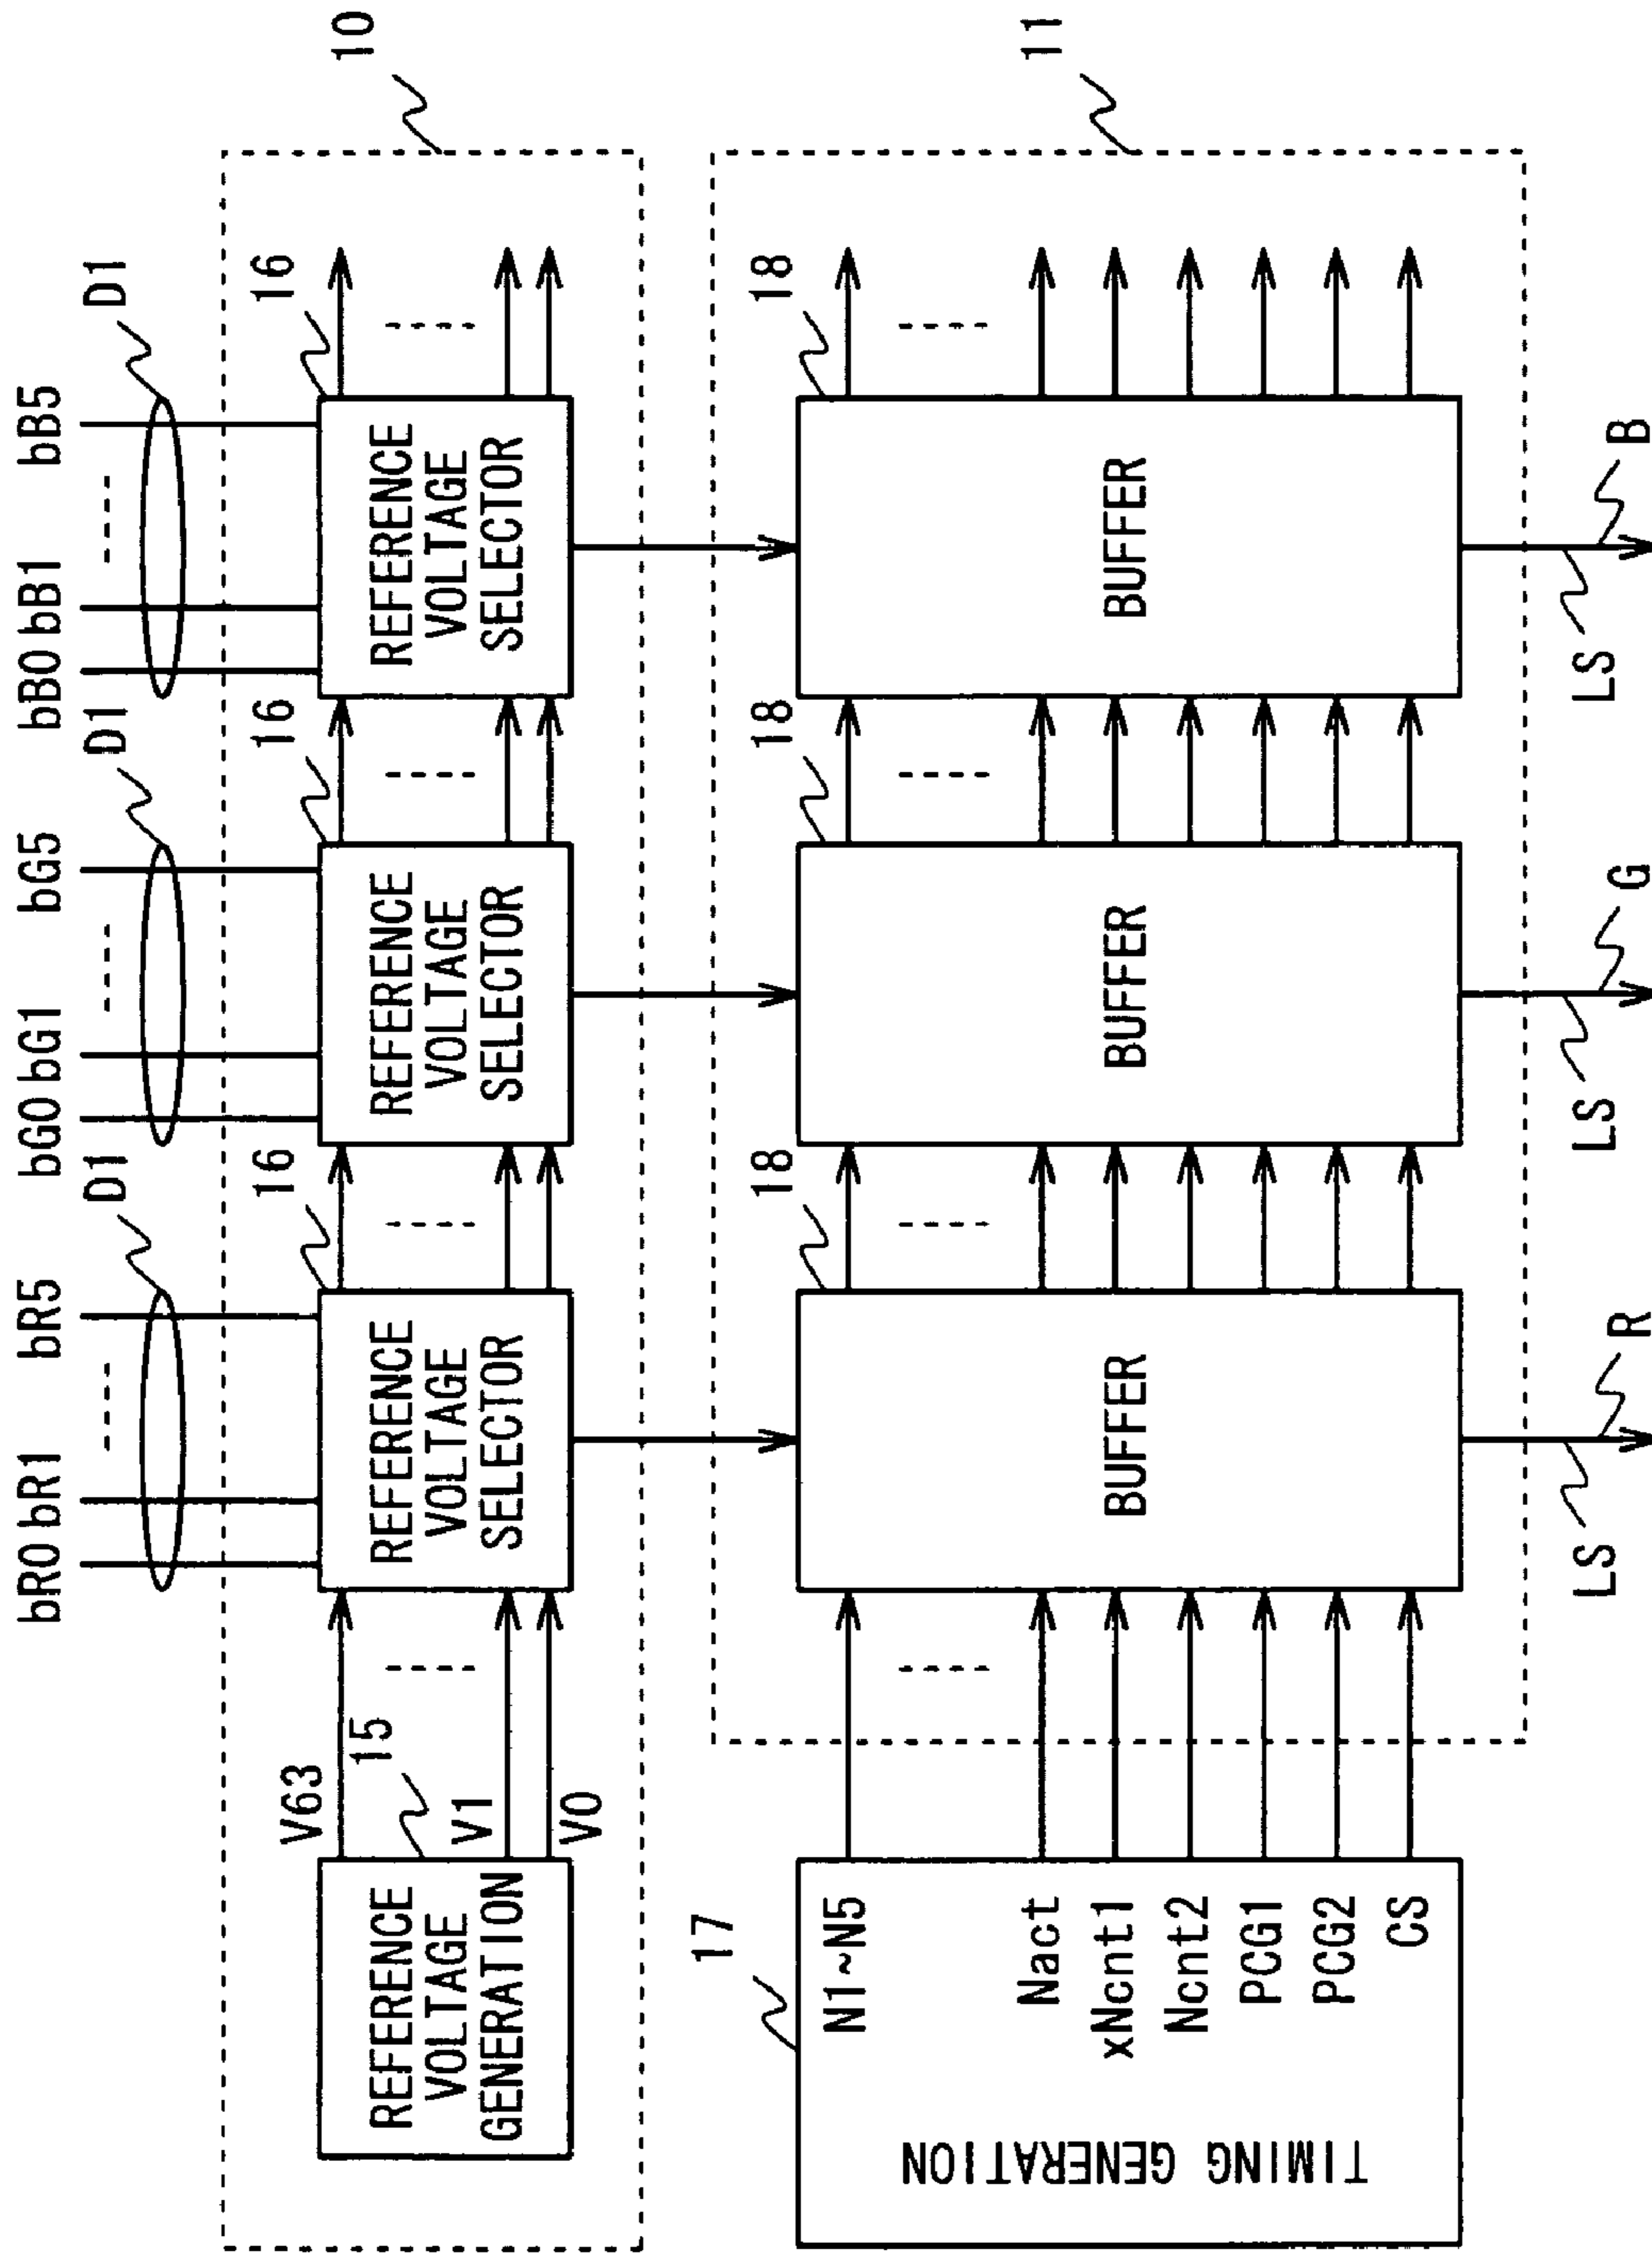 bR0 bR1 bR5
bG0 bG1 bG5
bB0 bB1 bB5
D1
D1
D1
10
V63
15
V1
V0
16
16
16
REFERENCE
VOLTAGE
GENERATION
REFERENCE
VOLTAGE
SELECTOR
REFERENCE
VOLTAGE
SELECTOR
REFERENCE
VOLTAGE
SELECTOR
17
18
18
18
11
TIMING GENERATION
N1~N5
Nact
xNcnt1
Ncnt2
PCG1
PCG2
CS
BUFFER
BUFFER
BUFFER
LS
R
LS
G
LS
B